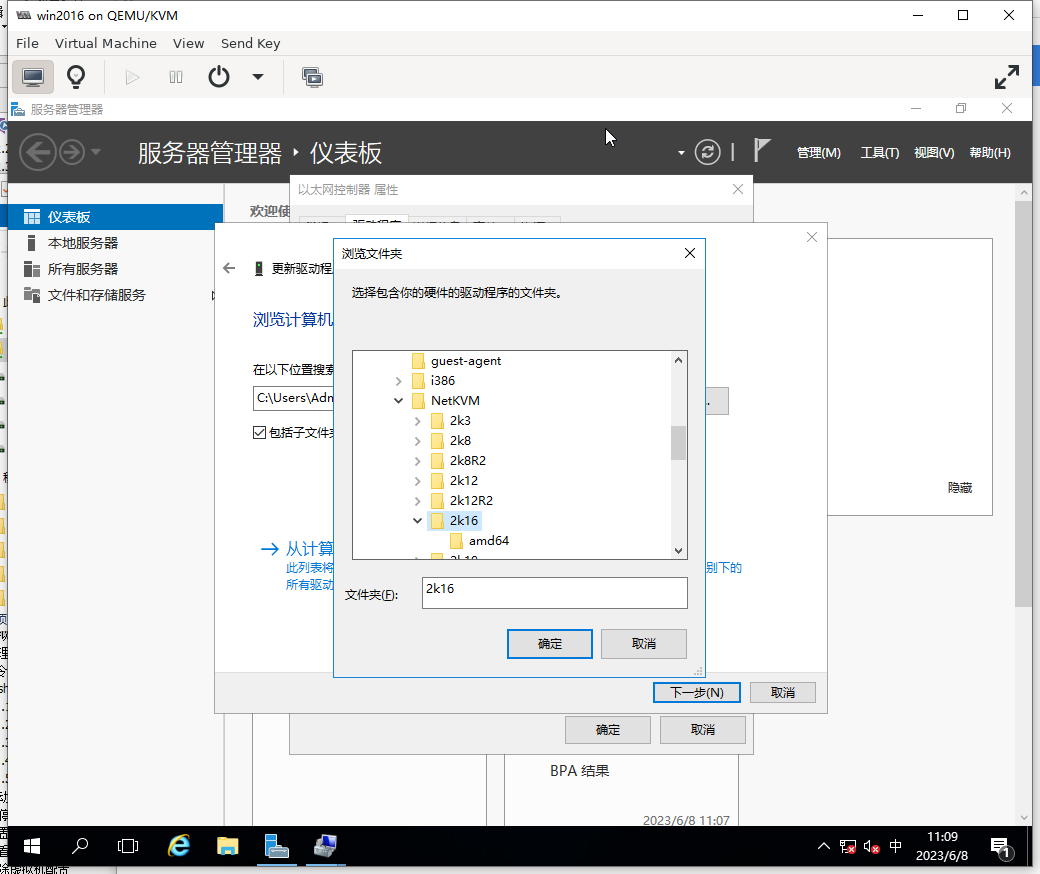 win2016 on QEMU/KVM
File Virtual Machine View Send Key
服务器管理器
服务器管理器 ‣ 仪表板
管理(M) 工具(T) 视图(V) 帮助(H)
仪表板
本地服务器
所有服务器
文件和存储服务
欢迎使
以太网控制器 属性
驱动程序
更新驱动程
浏览计算机
在以下位置搜索
C:\Users\Adm
包括子文件夹
从计算
此列表将
所有驱动
别下的
浏览文件夹
选择包含你的硬件的驱动程序的文件夹。
guest-agent
i386
NetKVM
2k3
2k8
2k8R2
2k12
2k12R2
2k16
amd64
文件夹(F):
2k16
确定 取消
隐藏
下一步(N) 取消
确定 取消
BPA 结果
2023/6/8 11:07
中
11:09
2023/6/8
1